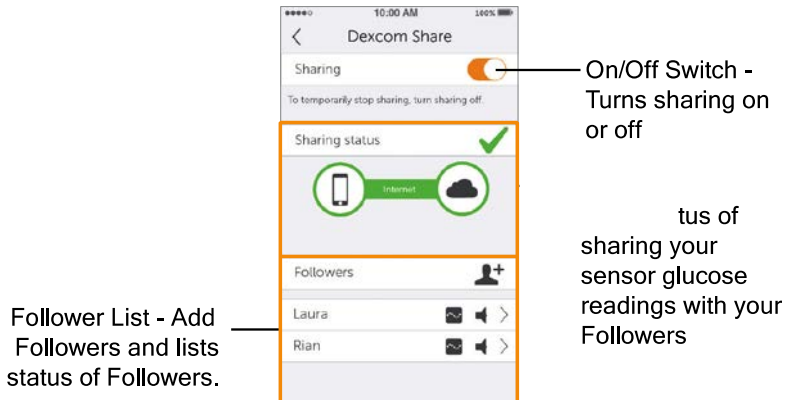 10:00 AM
100%
Dexcom Share
Sharing
To temporarily stop sharing, turn sharing off.
Sharing status
Internet
Followers
Laura
Rian
On/Off Switch -
Turns sharing on
or off
tus of
sharing your
sensor glucose
readings with your
Followers
Follower List - Add
Followers and lists
status of Followers.